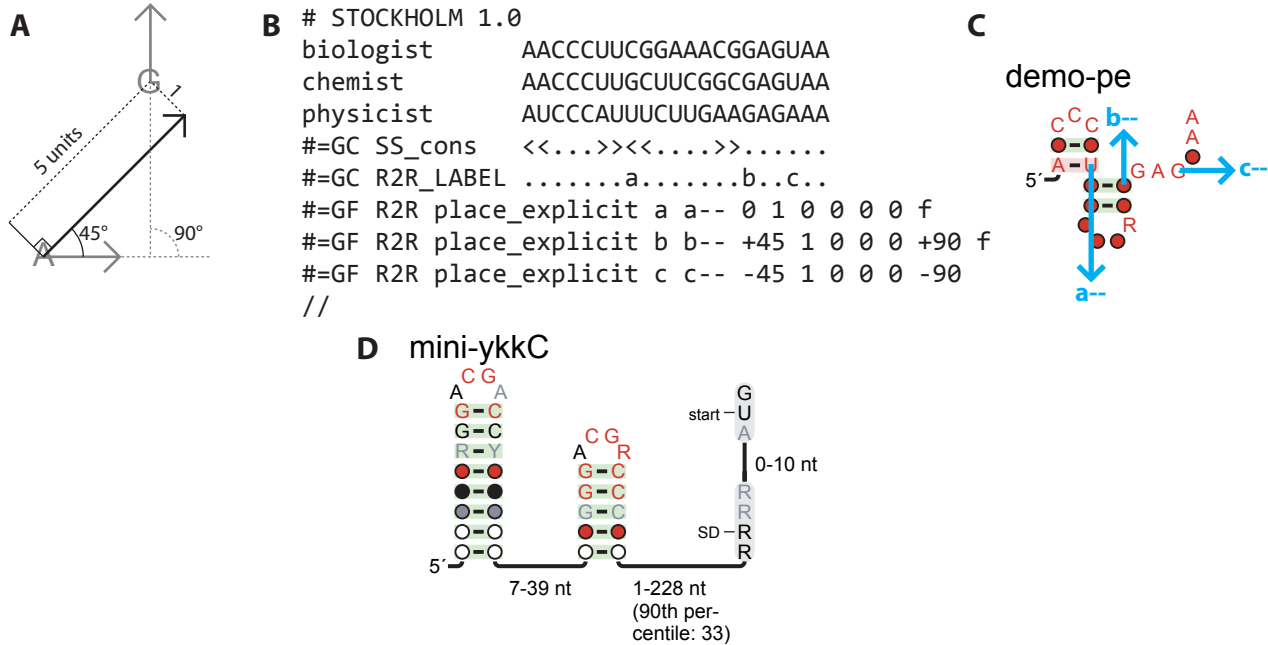 A
G
1
5 units
45°
90°
A
B
# STOCKHOLM 1.0
biologist AACCCUUCGGAAACGGAGUAA
chemist AACCCUUGCUUCGGCGAGUAA
physicist AUCCCAUUUCUUGAAGAGAAA
#=GC SS_cons <<...>><<....>>......
#=GC R2R_LABEL .......a.......b..c..
#=GF R2R place_explicit a a-- 0 1 0 0 0 0 f
#=GF R2R place_explicit b b-- +45 1 0 0 0 +90 f
#=GF R2R place_explicit c c-- -45 1 0 0 0 -90
//
C
demo-pe
C C C
b--
A
A
5´ A U
G A G
c--
R
a--
D
mini-ykkC
C G
A A
G C
G C
R Y
5´
7-39 nt
C G
A R
G C
G C
G C
1-228 nt
(90th per-
centile: 33)
G
start U
A
0-10 nt
R
R
SD R
R